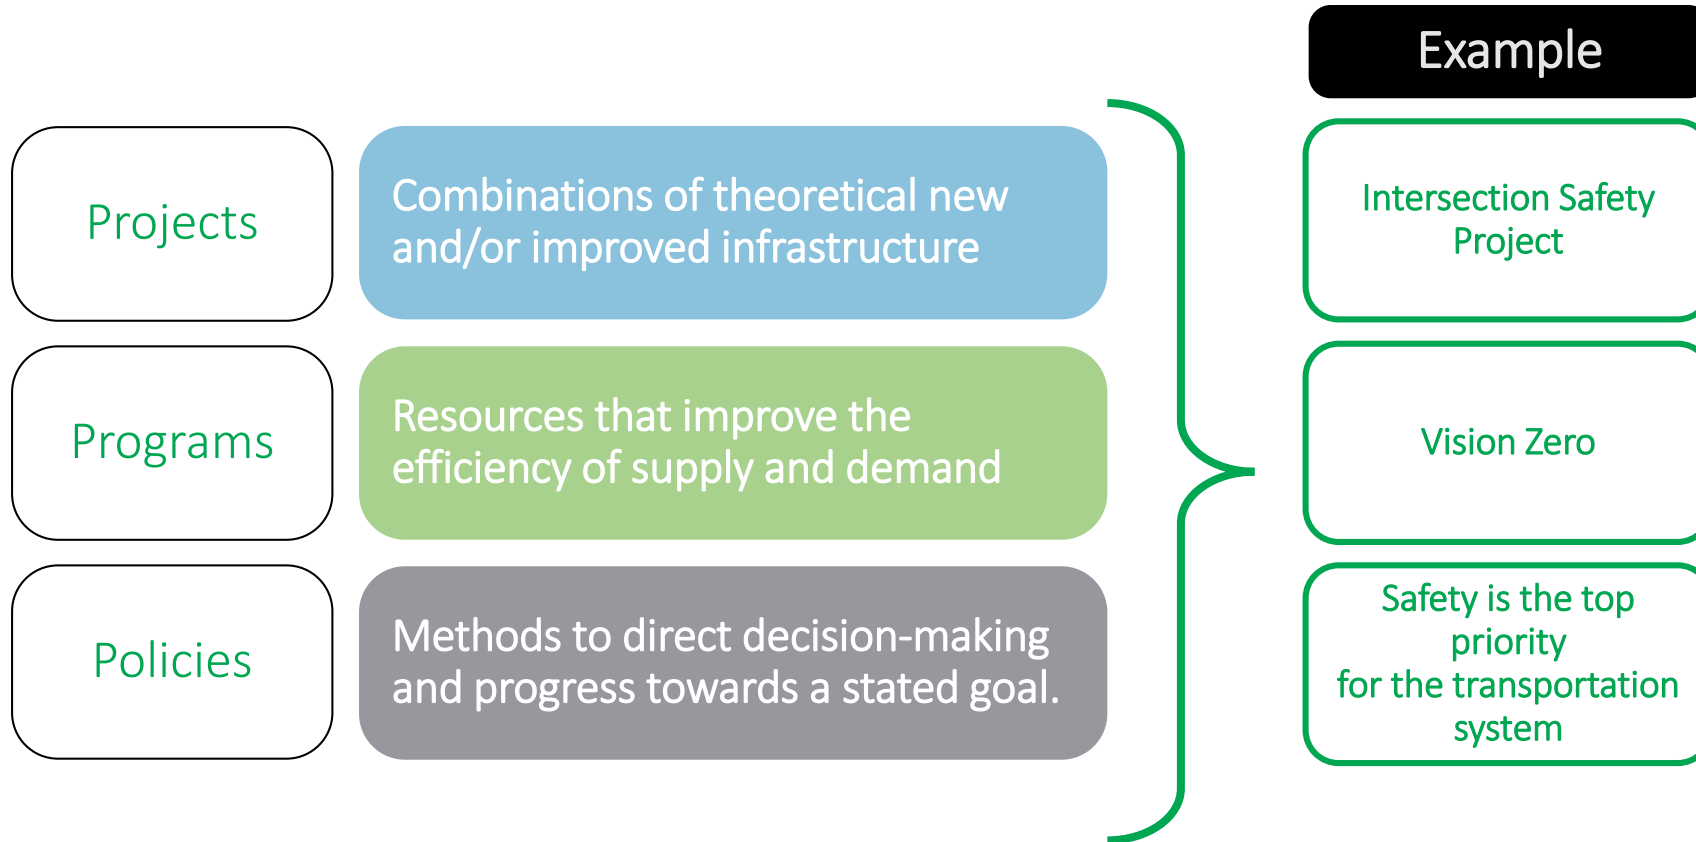 Example
Projects
Combinations of theoretical new
and/or improved infrastructure
Intersection Safety
Project
Programs
Resources that improve the
efficiency of supply and demand
Vision Zero
Policies
Methods to direct decision-making
and progress towards a stated goal.
Safety is the top
priority
for the transportation
system